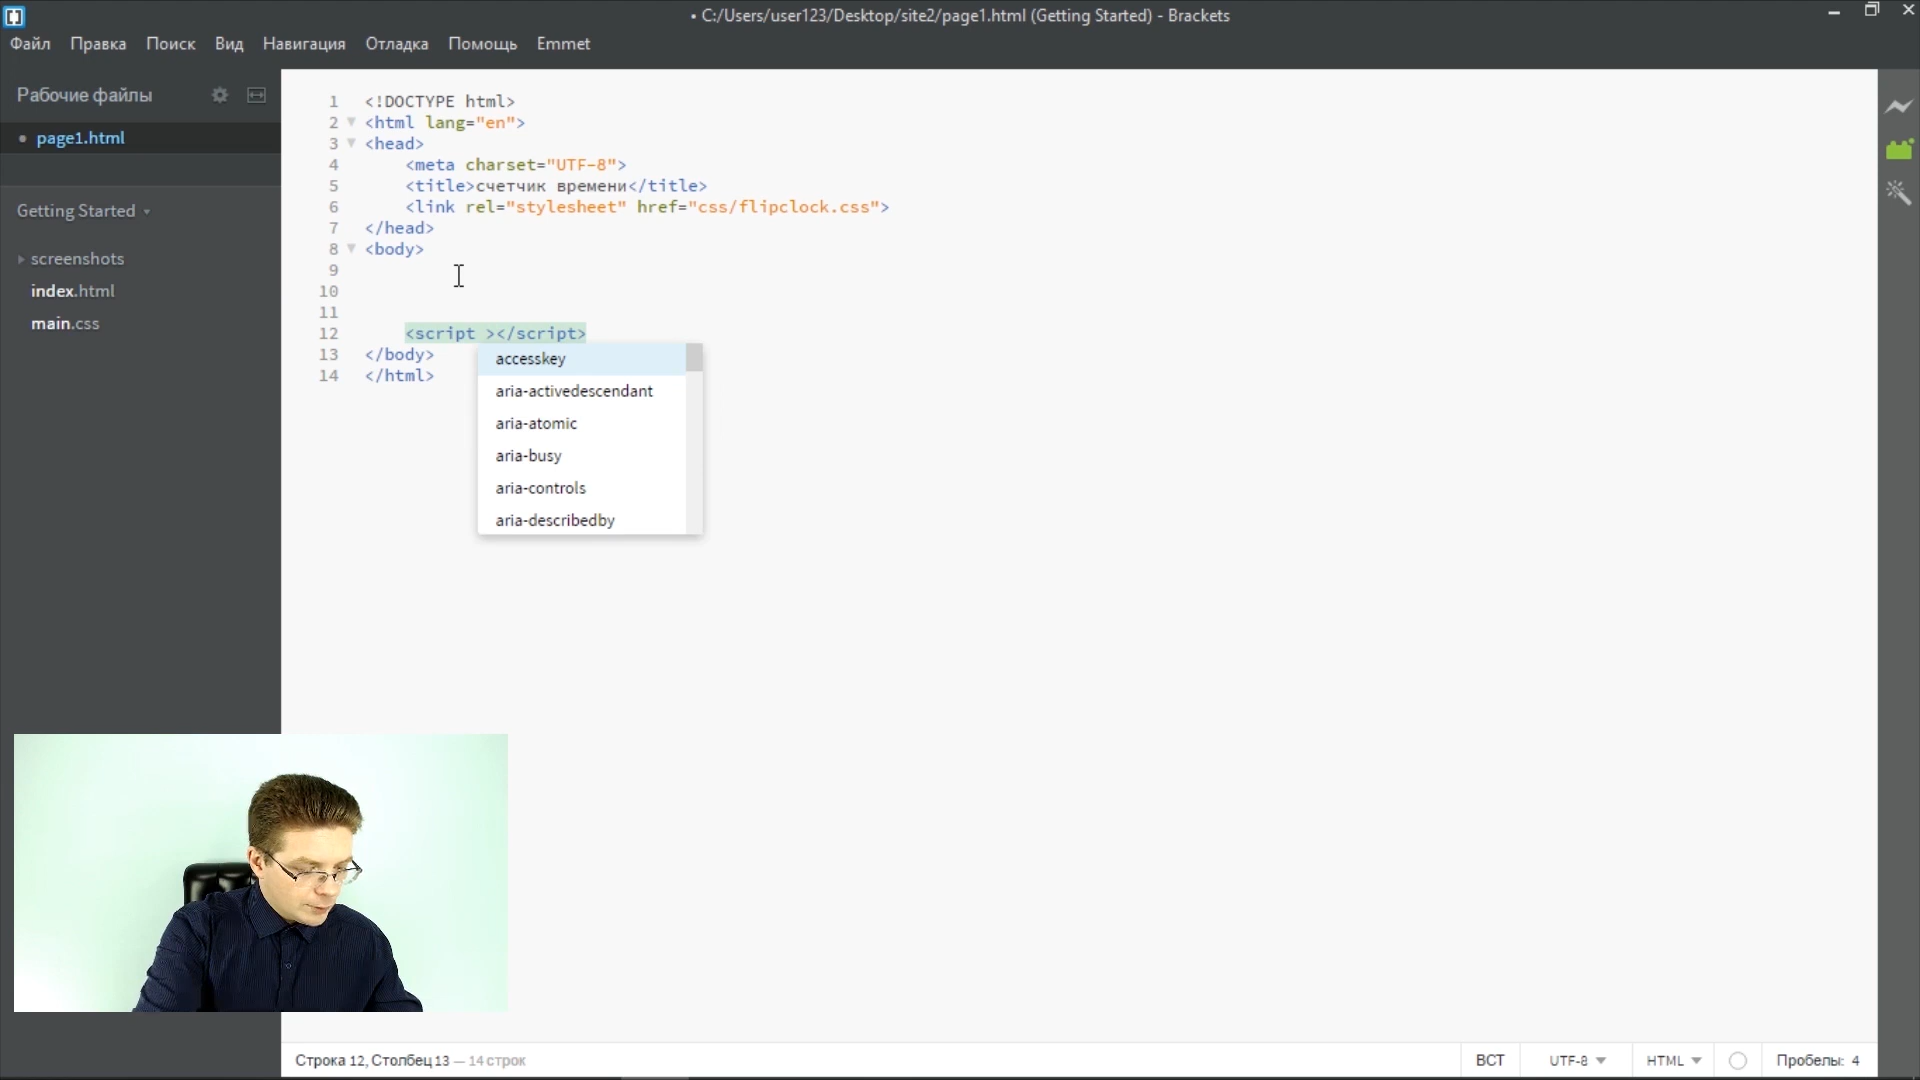 • C:/Users/user123/Desktop/site2/page1.html (Getting Started) - Brackets
Файл Правка Поиск Вид Навигация Отладка Помощь Emmet
Рабочие файлы
• page1.html
Getting Started
screenshots
index.html
main.css
1 <!DOCTYPE html>
2 <html lang="en">
3 <head>
4 <meta charset="UTF-8">
5 <title>счетчик времени</title>
6 <link rel="stylesheet" href="css/flipclock.css">
7 </head>
8 <body>
9
10
11
12 <script ></script>
13 </body>
14 </html>
accesskey
aria-activedescendant
aria-atomic
aria-busy
aria-controls
aria-describedby
Строка 12, Столбец 13 — 14 строк
ВСТ UTF-8 HTML Пробелы: 4